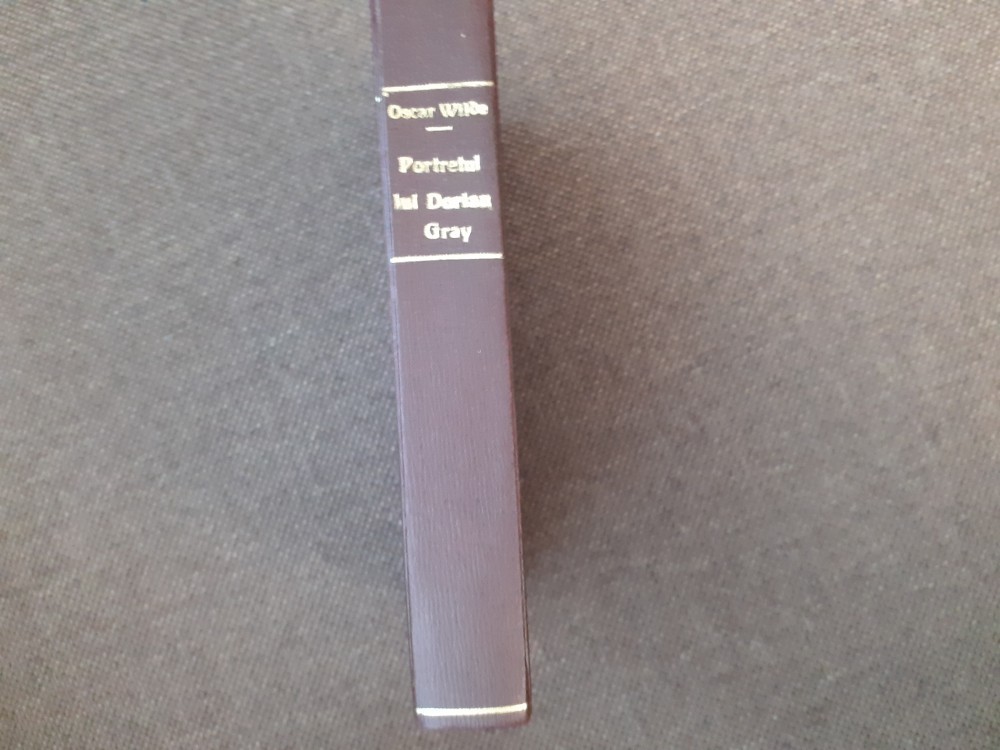 Oscar Wilde
Portretul
lui Dorian
Gray